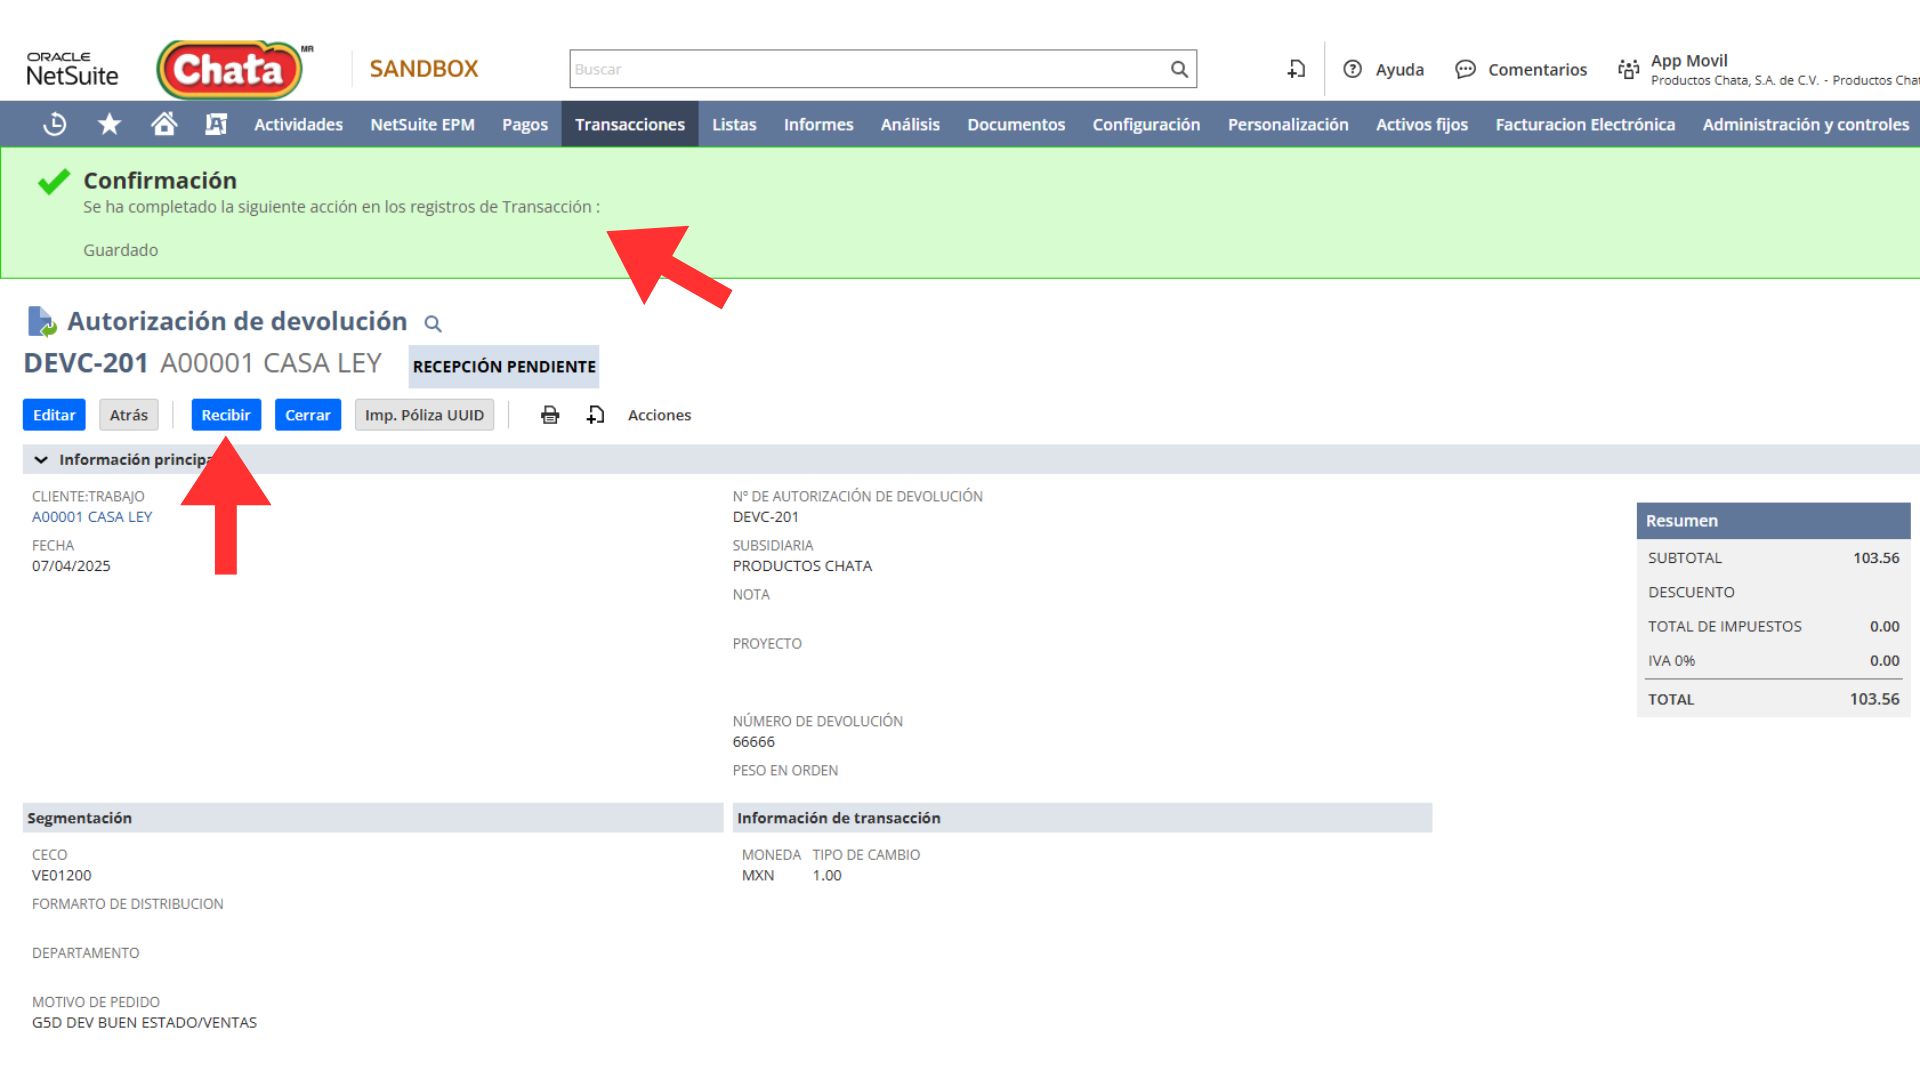 ORACLE
NetSuite
Chata MR
SANDBOX
Buscar
Ayuda
Comentarios
App Movil
Productos Chata, S.A. de C.V. - Productos Chat
Actividades
NetSuite EPM
Pagos
Transacciones
Listas
Informes
Análisis
Documentos
Configuración
Personalización
Activos fijos
Facturacion Electrónica
Administración y controles
Confirmación
Se ha completado la siguiente acción en los registros de Transacción :
Guardado
Autorización de devolución
DEVC-201 A00001 CASA LEY RECEPCIÓN PENDIENTE
Editar
Atrás
Recibir
Cerrar
Imp. Póliza UUID
Acciones
Información principa
CLIENTE:TRABAJO
A00001 CASA LEY
FECHA
07/04/2025
Nº DE AUTORIZACIÓN DE DEVOLUCIÓN
DEVC-201
SUBSIDIARIA
PRODUCTOS CHATA
NOTA
PROYECTO
NÚMERO DE DEVOLUCIÓN
66666
PESO EN ORDEN
Resumen
SUBTOTAL 103.56
DESCUENTO
TOTAL DE IMPUESTOS 0.00
IVA 0% 0.00
TOTAL 103.56
Segmentación
CECO
VE01200
FORMARTO DE DISTRIBUCION
DEPARTAMENTO
MOTIVO DE PEDIDO
G5D DEV BUEN ESTADO/VENTAS
Información de transacción
MONEDA TIPO DE CAMBIO
MXN 1.00